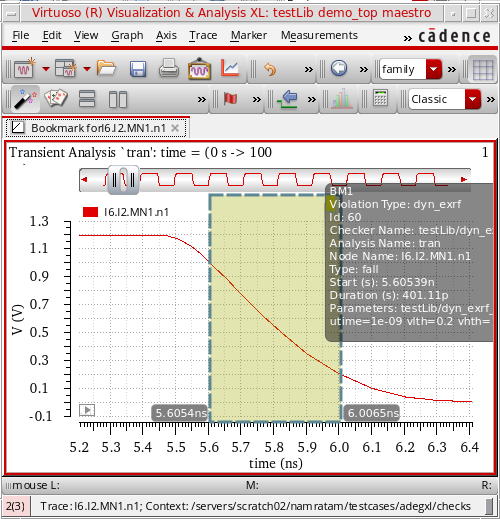 Virtuoso (R) Visualization & Analysis XL: testLib demo_top maestro
File Edit View Graph Axis Trace Marker Measurements » cādence
» » family »
» » » Classic »
Bookmark forI6.I2.MN1.n1
Transient Analysis `tran': time = (0 s -> 100 1
I6.I2.MN1.n1
BM1
Violation Type: dyn_exrf
Id: 60
Checker Name: testLib/dyn_e
Analysis Name: tran
Node Name: I6.I2.MN1.n1
Type: fall
Start (s): 5.60539n
Duration (s): 401.11p
Parameters: testLib/dyn_exrf_
utime=1e-09 vlth=0.2 vhth=
V (V)
1.3
1.1
0.9
0.7
0.5
0.3
0.1
-0.1
5.6054ns 6.0065ns
5.2 5.3 5.4 5.5 5.6 5.7 5.8 5.9 6.0 6.1 6.2 6.3 6.4
time (ns)
mouse L: M: R:
2(3) Trace: I6.I2.MN1.n1; Context: /servers/scratch02/namratam/testcases/adegxl/checks